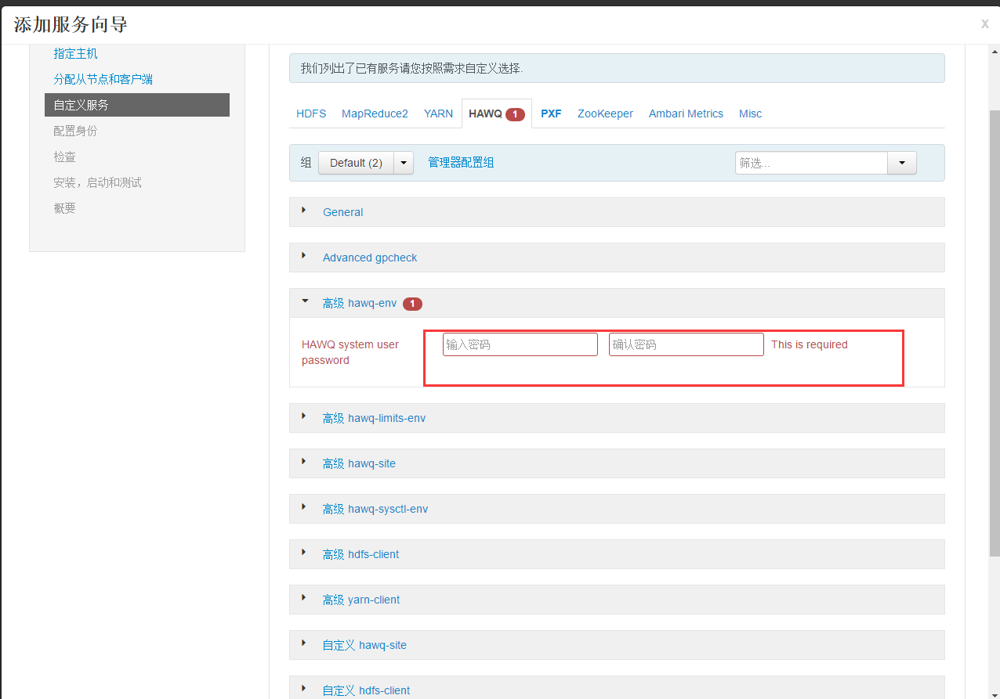 添加服务向导
x
指定主机
分配从节点和客户端
自定义服务
配置身份
检查
安装，启动和测试
概要
我们列出了已有服务请您按照需求自定义选择.
HDFS MapReduce2 YARN HAWQ 1 PXF ZooKeeper Ambari Metrics Misc
组 Default (2) 管理器配置组 筛选...
General
Advanced gpcheck
高级 hawq-env 1
HAWQ system user password 输入密码 确认密码 This is required
高级 hawq-limits-env
高级 hawq-site
高级 hawq-sysctl-env
高级 hdfs-client
高级 yarn-client
自定义 hawq-site
自定义 hdfs-client